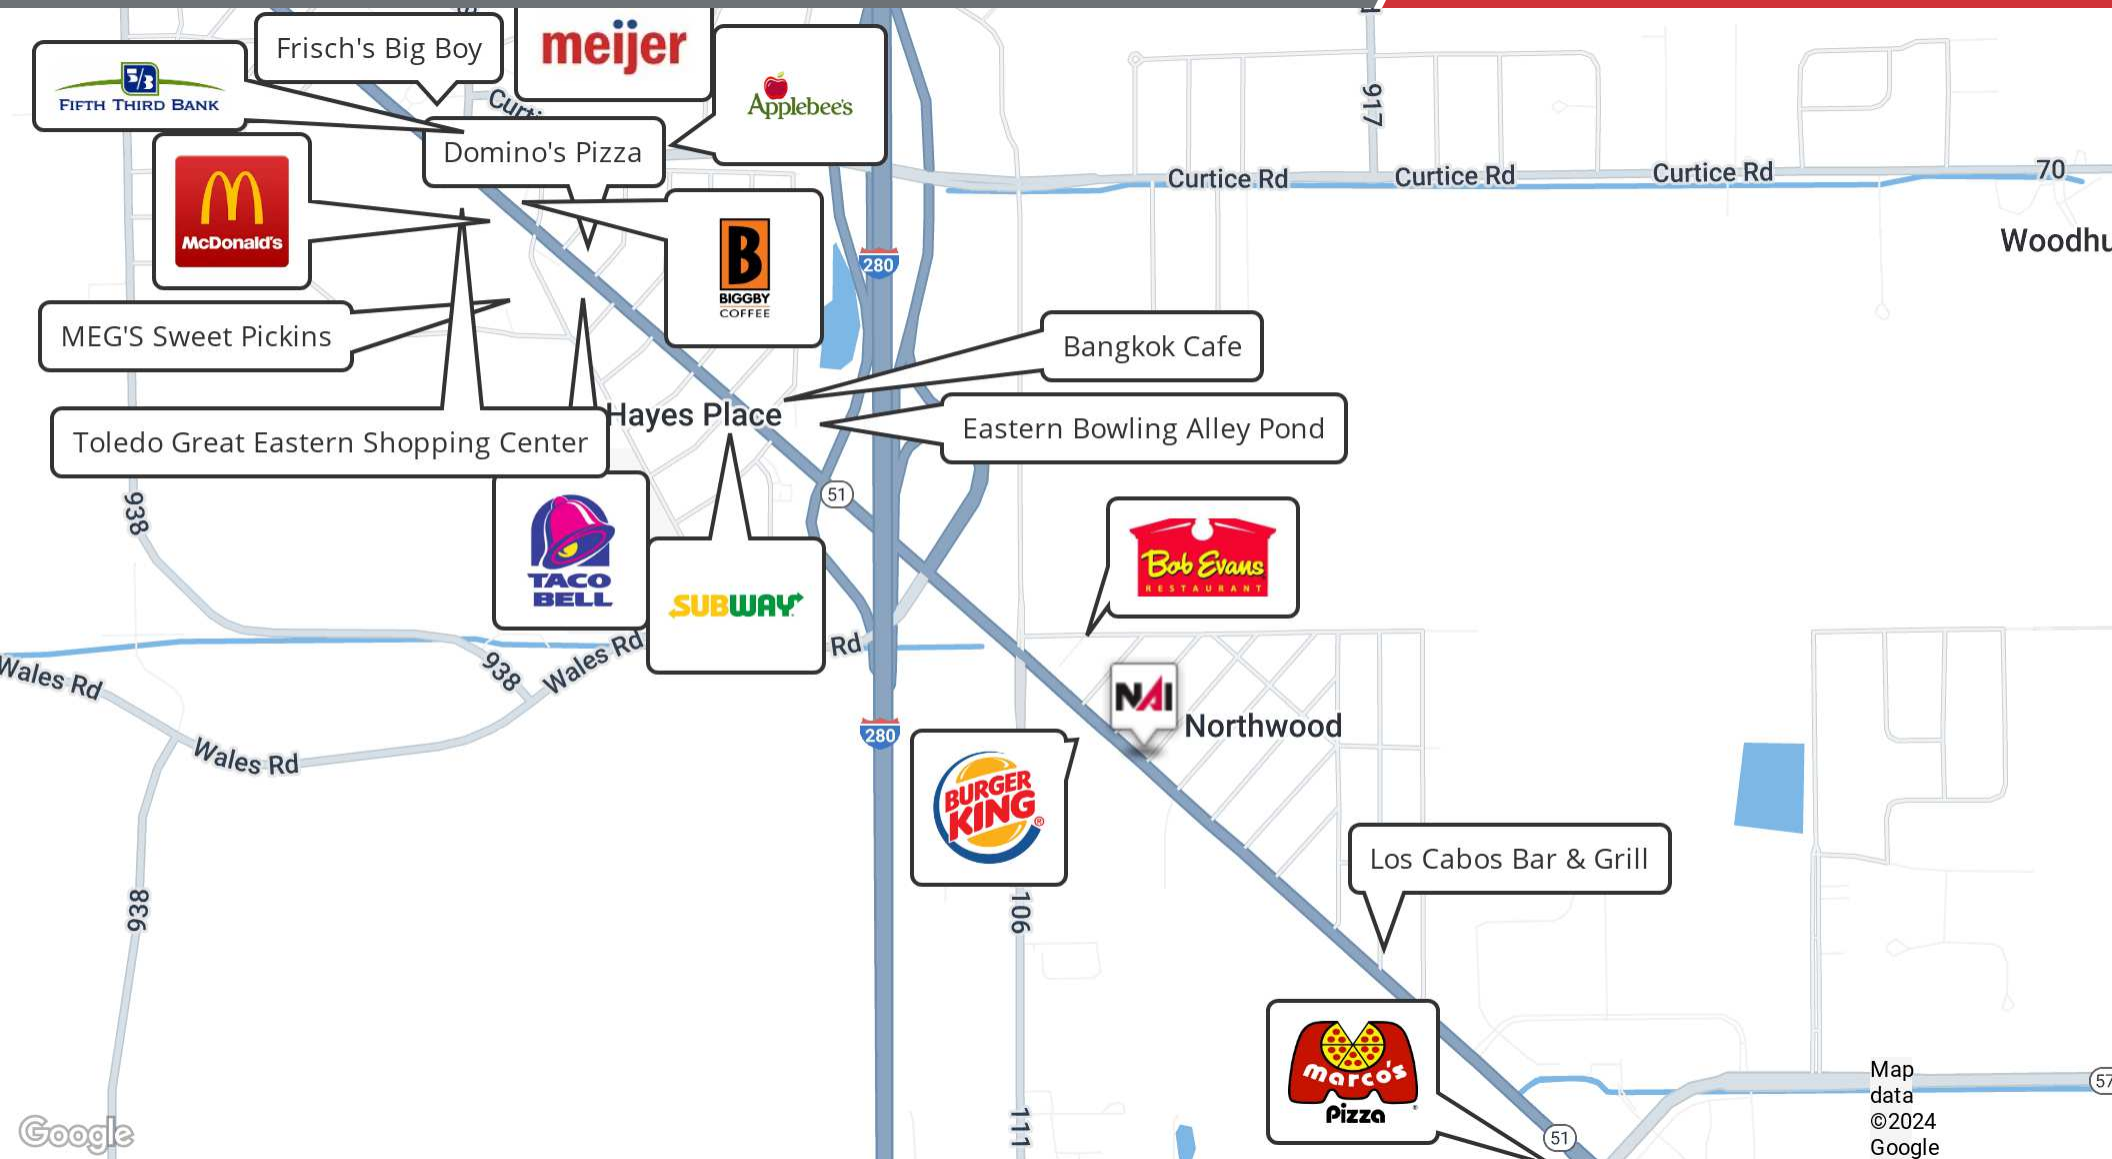 Frisch's Big Boy
meijer
5/3
FIFTH THIRD BANK
Applebee's
Domino's Pizza
917
Curtice Rd
Curtice Rd
Curtice Rd
70
McDonald's
B
BIGGBY
COFFEE
280
Woodhu
MEG'S Sweet Pickins
Bangkok Cafe
Hayes Place
Toledo Great Eastern Shopping Center
Eastern Bowling Alley Pond
51
938
TACO
BELL
SUBWAY
Bob Evans
RESTAURANT
Wales Rd
938
Wales Rd
Rd
NAI
Northwood
280
Wales Rd
BURGER
KING®
Los Cabos Bar & Grill
938
106
marco's
Pizza
Map
data
©2024
Google
57
51
111
Google